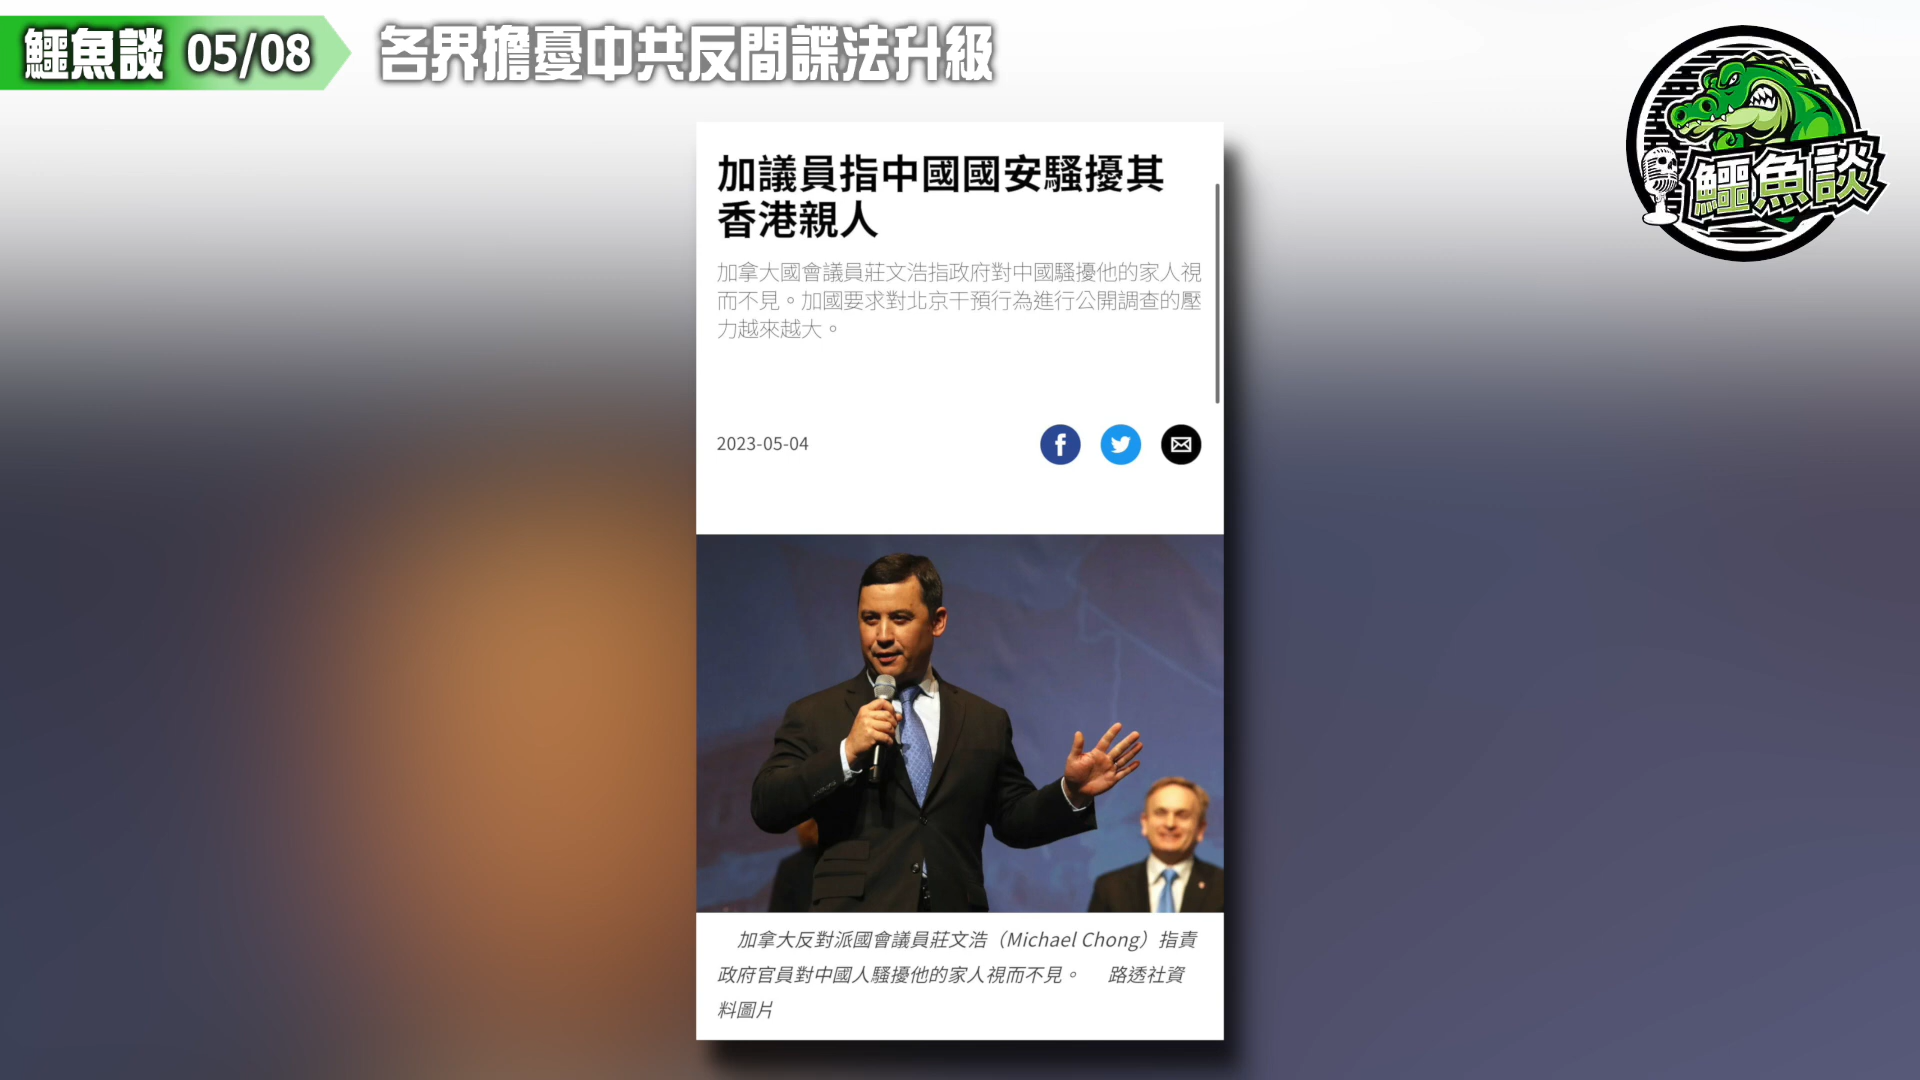 鱷魚談 05/08 各界擔憂中共反間諜法升級
鱷魚談
加議員指中國國安騷擾其
香港親人
加拿大國會議員莊文浩指政府對中國騷擾他的家人視
而不見。加國要求對北京干預行為進行公開調查的壓
力越來越大。
2023-05-04
加拿大反對派國會議員莊文浩（Michael Chong）指責
政府官員對中國人騷擾他的家人視而不見。 路透社資
料圖片